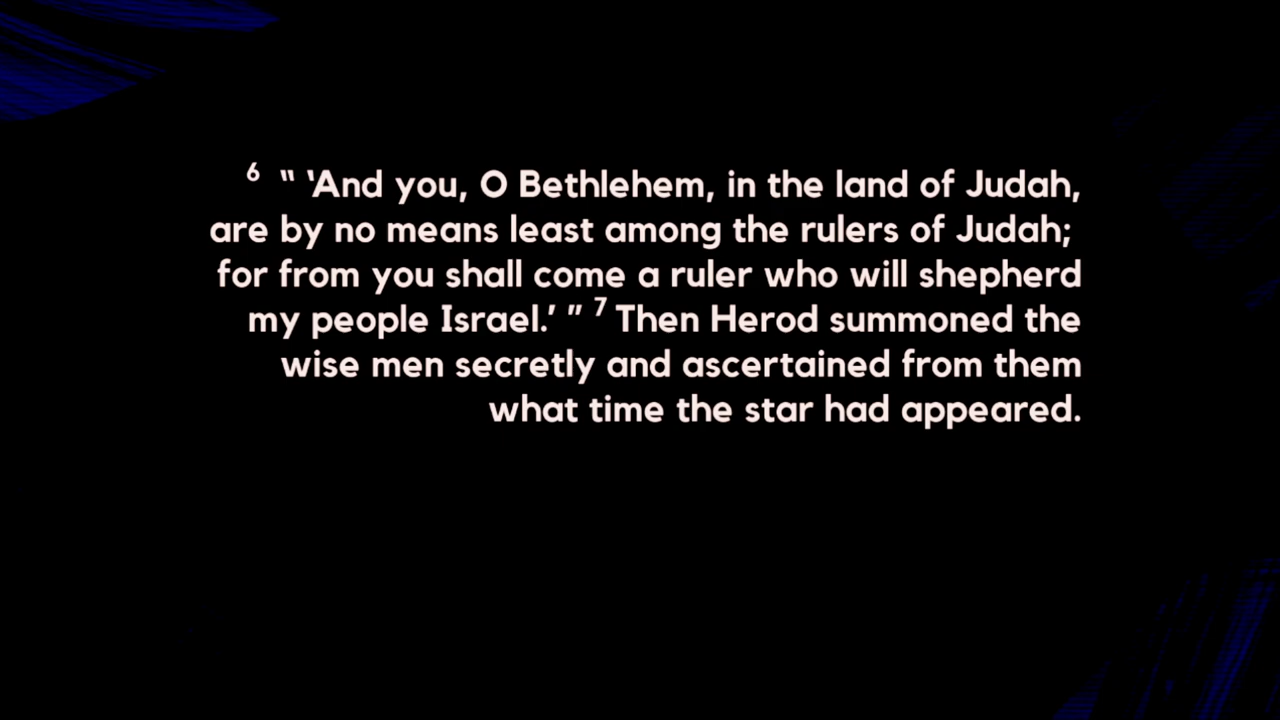 6 “ ‘And you, O Bethlehem, in the land of Judah,
are by no means least among the rulers of Judah;
for from you shall come a ruler who will shepherd
my people Israel.’ ” 7 Then Herod summoned the
wise men secretly and ascertained from them
what time the star had appeared.